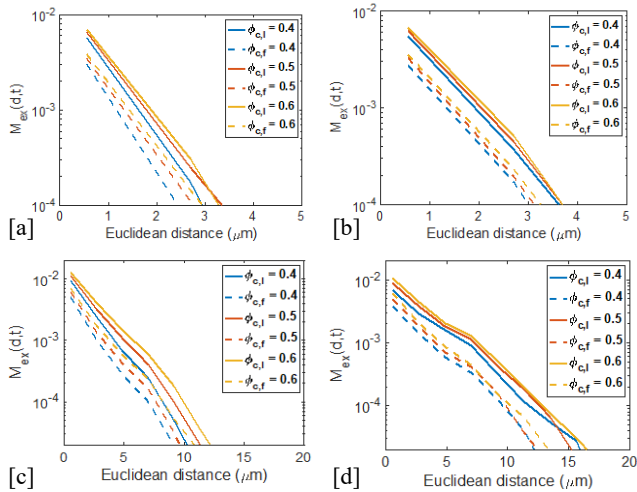 M_ex(d,t)
10^-2
10^-3
10^-4
0 1 2 3 4 5
Euclidean distance (μm)
ϕ_c,l = 0.4
ϕ_c,f = 0.4
ϕ_c,l = 0.5
ϕ_c,f = 0.5
ϕ_c,l = 0.6
ϕ_c,f = 0.6
[a]
M_ex(d,t)
10^-2
10^-3
10^-4
0 1 2 3 4 5
Euclidean distance (μm)
ϕ_c,l = 0.4
ϕ_c,f = 0.4
ϕ_c,l = 0.5
ϕ_c,f = 0.5
ϕ_c,l = 0.6
ϕ_c,f = 0.6
[b]
M_ex(d,t)
10^-2
10^-3
10^-4
0 5 10 15 20
Euclidean distance (μm)
ϕ_c,l = 0.4
ϕ_c,f = 0.4
ϕ_c,l = 0.5
ϕ_c,f = 0.5
ϕ_c,l = 0.6
ϕ_c,f = 0.6
[c]
M_ex(d,t)
10^-2
10^-3
10^-4
0 5 10 15 20
Euclidean distance (μm)
ϕ_c,l = 0.4
ϕ_c,f = 0.4
ϕ_c,l = 0.5
ϕ_c,f = 0.5
ϕ_c,l = 0.6
ϕ_c,f = 0.6
[d]